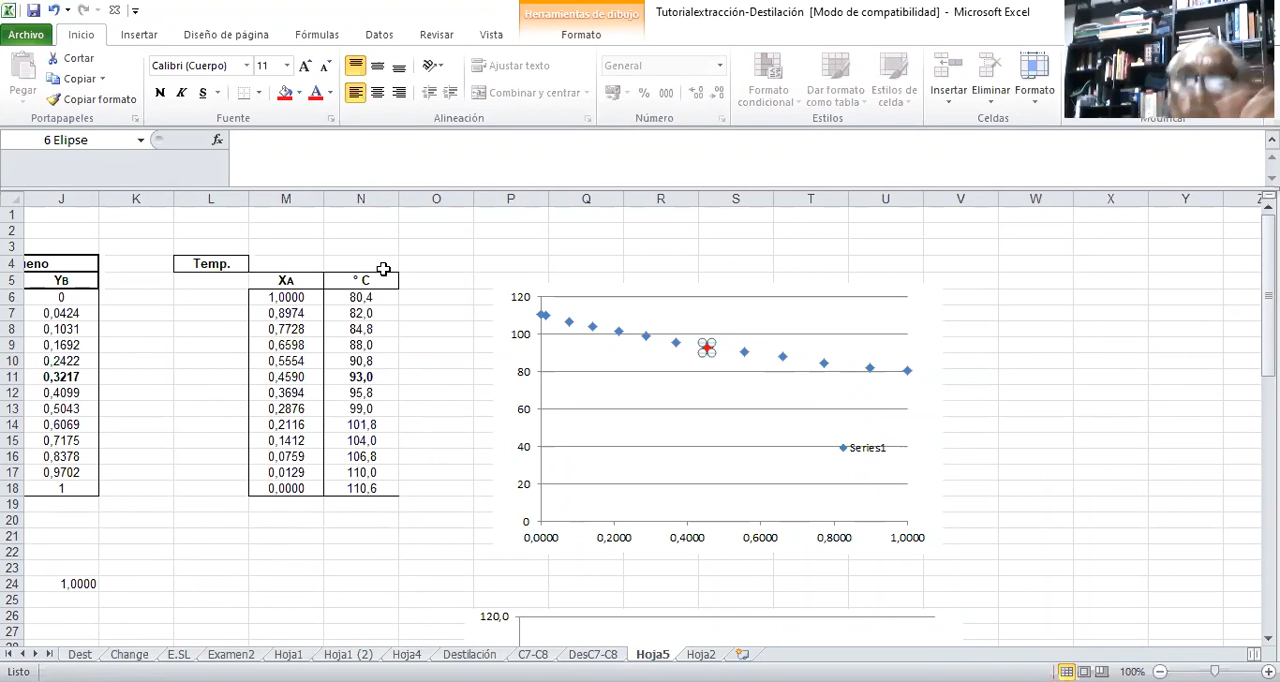 Herramientas de dibujo
Tutorialextracción-Destilación [Modo de compatibilidad] - Microsoft Excel
Archivo Inicio Insertar Diseño de página Fórmulas Datos Revisar Vista Formato
Pegar
Cortar
Copiar
Copiar formato
Portapapeles
Calibri (Cuerpo) 11
N K S
Fuente
Ajustar texto
Combinar y centrar
Alineación
General
% 000
Número
Formato condicional
Dar formato como tabla
Estilos de celda
Estilos
Insertar Eliminar Formato
Celdas
Modificar
6 Elipse fx
J K L M N O P Q R S T U V W X Y Z
1
2
3
4 ueno Temp.
5 YB XA ° C
6 0 1,0000 80,4
7 0,0424 0,8974 82,0
8 0,1031 0,7728 84,8
9 0,1692 0,6598 88,0
10 0,2422 0,5554 90,8
11 0,3217 0,4590 93,0
12 0,4099 0,3694 95,8
13 0,5043 0,2876 99,0
14 0,6069 0,2116 101,8
15 0,7175 0,1412 104,0
16 0,8378 0,0759 106,8
17 0,9702 0,0129 110,0
18 1 0,0000 110,6
19
20
21
22
23
24 1,0000
25
26
27
120
100
80
60
40
20
0
0,0000 0,2000 0,4000 0,6000 0,8000 1,0000
Series1
120,0
Dest Change E.SL Examen2 Hoja1 Hoja1 (2) Hoja4 Destilación C7-C8 DesC7-C8 Hoja5 Hoja2
Listo 100%